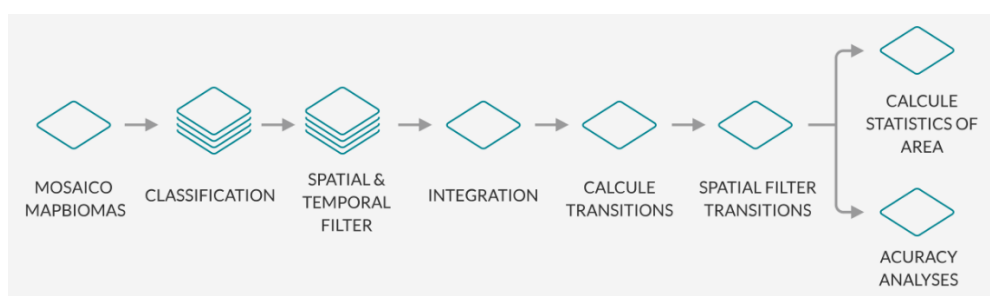 MOSAICO
MAPBIOMAS
CLASSIFICATION
SPATIAL &
TEMPORAL
FILTER
INTEGRATION
CALCULE
TRANSITIONS
SPATIAL FILTER
TRANSITIONS
CALCULE
STATISTICS OF
AREA
ACURACY
ANALYSES